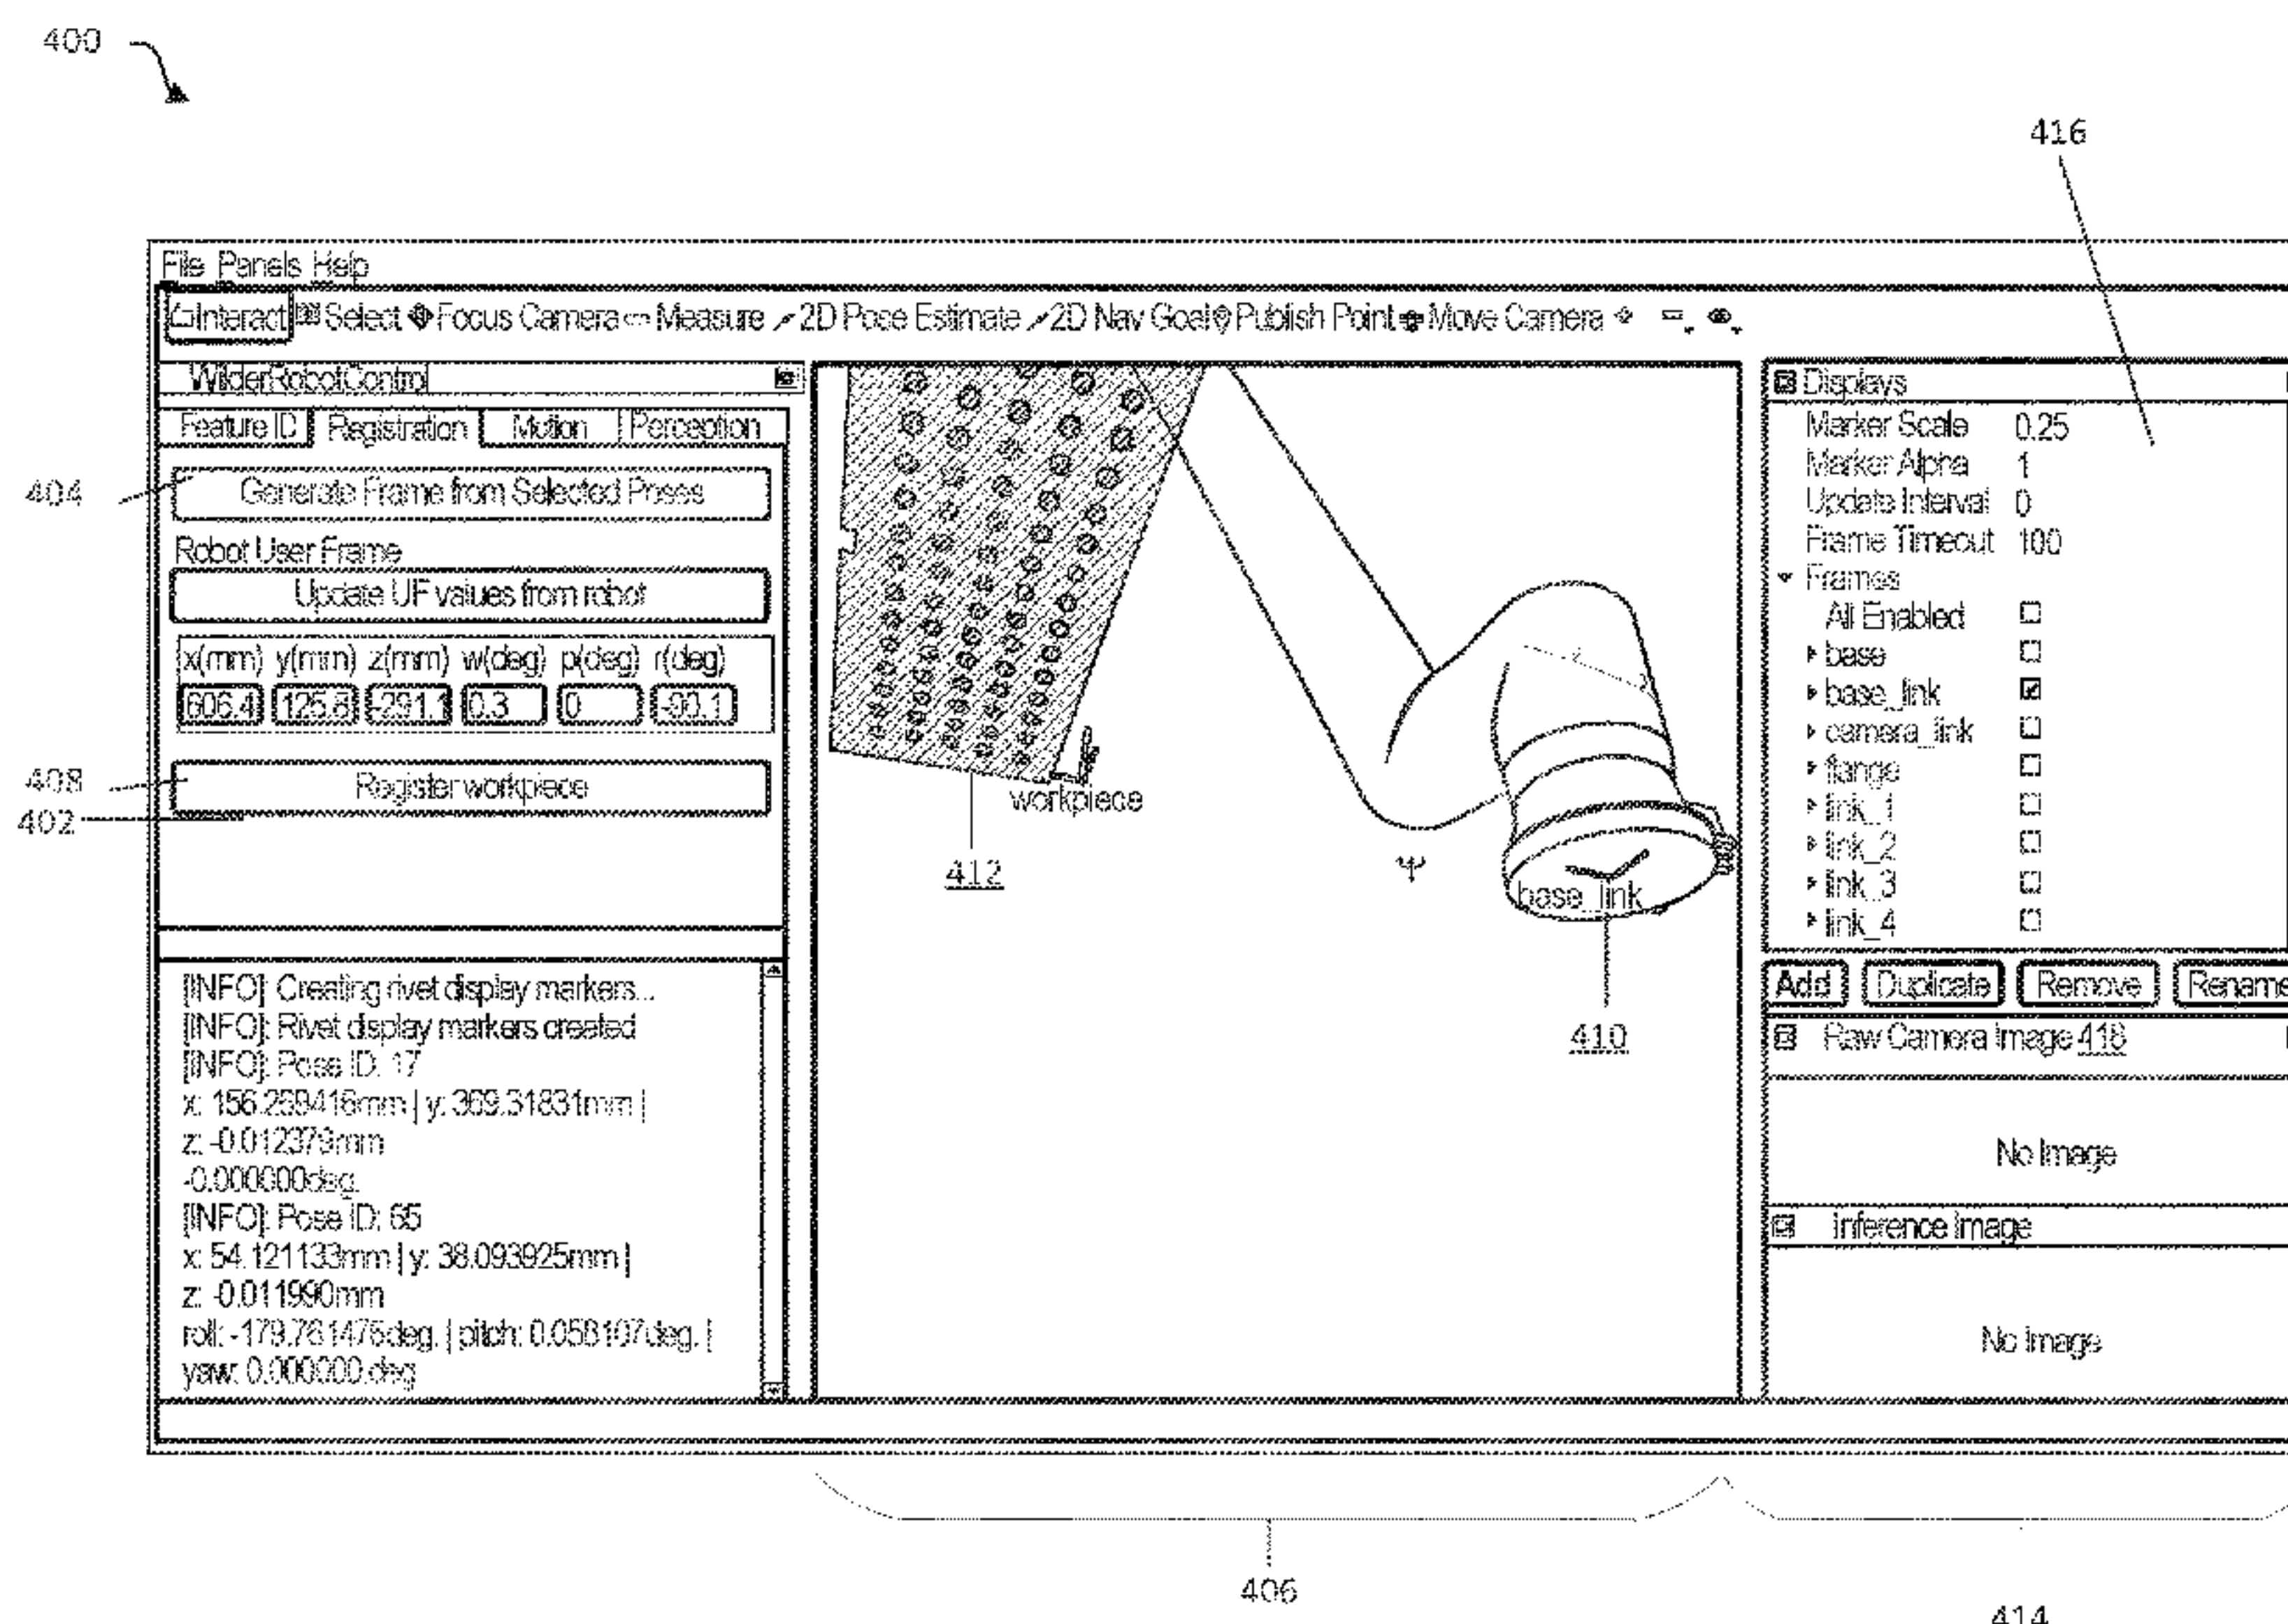 400
416
File Panels Help
Interact Select Focus Camera Measure 2D Pose Estimate 2D Nav Goal Publish Point Move Camera
WilderRobotControl
Feature ID Registration Motion Perception
404
Generate Frame from Selected Poses
Robot User Frame
Update UF values from robot
x(mm) y(mm) z(mm) w(deg) p(deg) r(deg)
606.4 125.8 -291.1 0.3 0 -90.1
408
Register workpiece
402
[INFO]: Creating rivet display markers...
[INFO]: Rivet display markers created
[INFO]: Pose ID: 17
x: 156.259416mm | y: 369.31831mm |
z: -0.012379mm
-0.000000deg.
[INFO]: Pose ID: 65
x: 54.121133mm | y: 38.093925mm |
z: -0.011990mm
roll: -179.781475deg. | pitch: 0.058107deg. |
yaw: 0.000000.deg
workpiece
412
base_link
410
Displays
Marker Scale 0.25
Marker Alpha 1
Update Interval 0
Frame Timeout 100
Frames
All Enabled
base
base_link
camera_link
flange
link_1
link_2
link_3
link_4
Add Duplicate Remove Rename
Raw Camera Image 418
No Image
Inference Image
No Image
406
414